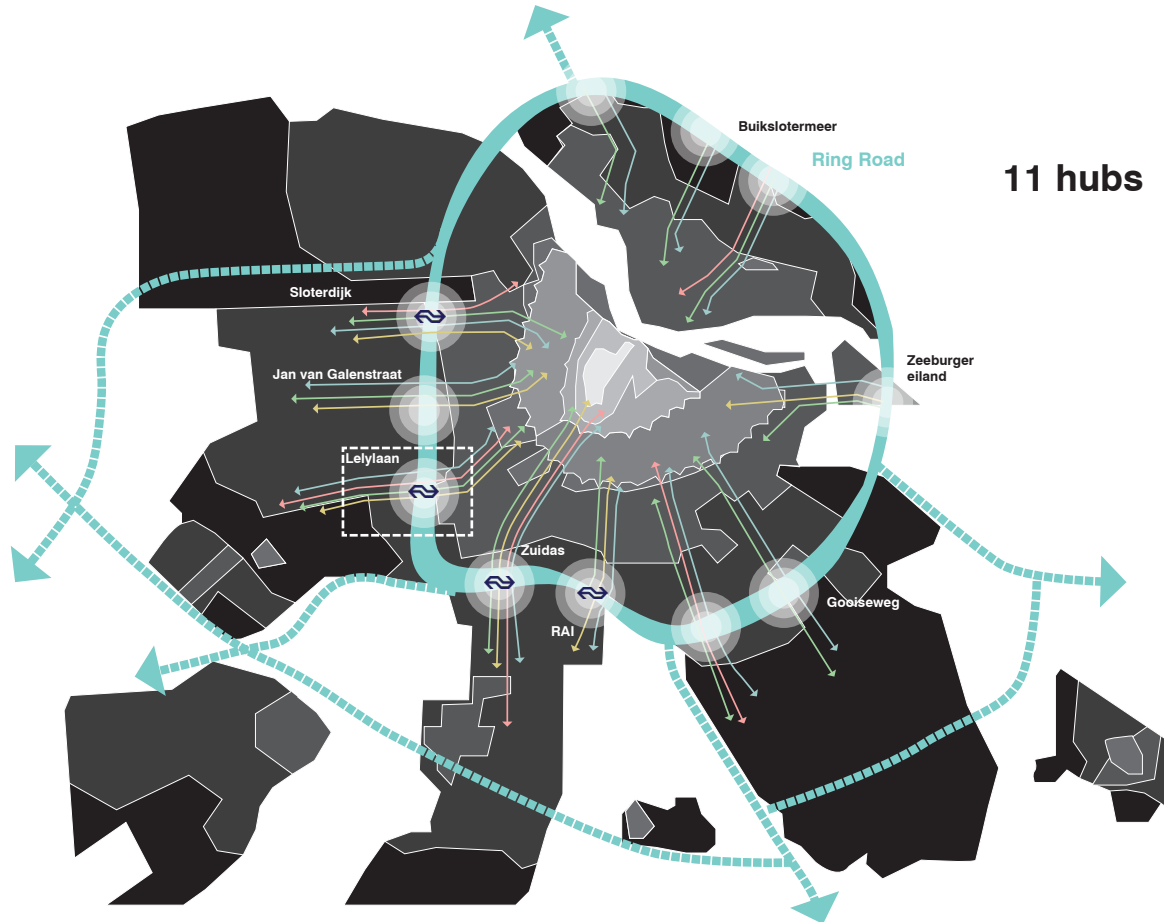 Buikslotermeer
Ring Road
11 hubs
Sloterdijk
Jan van Galenstraat
Zeeburger
eiland
Lelylaan
Zuidas
Gooiseweg
RAI